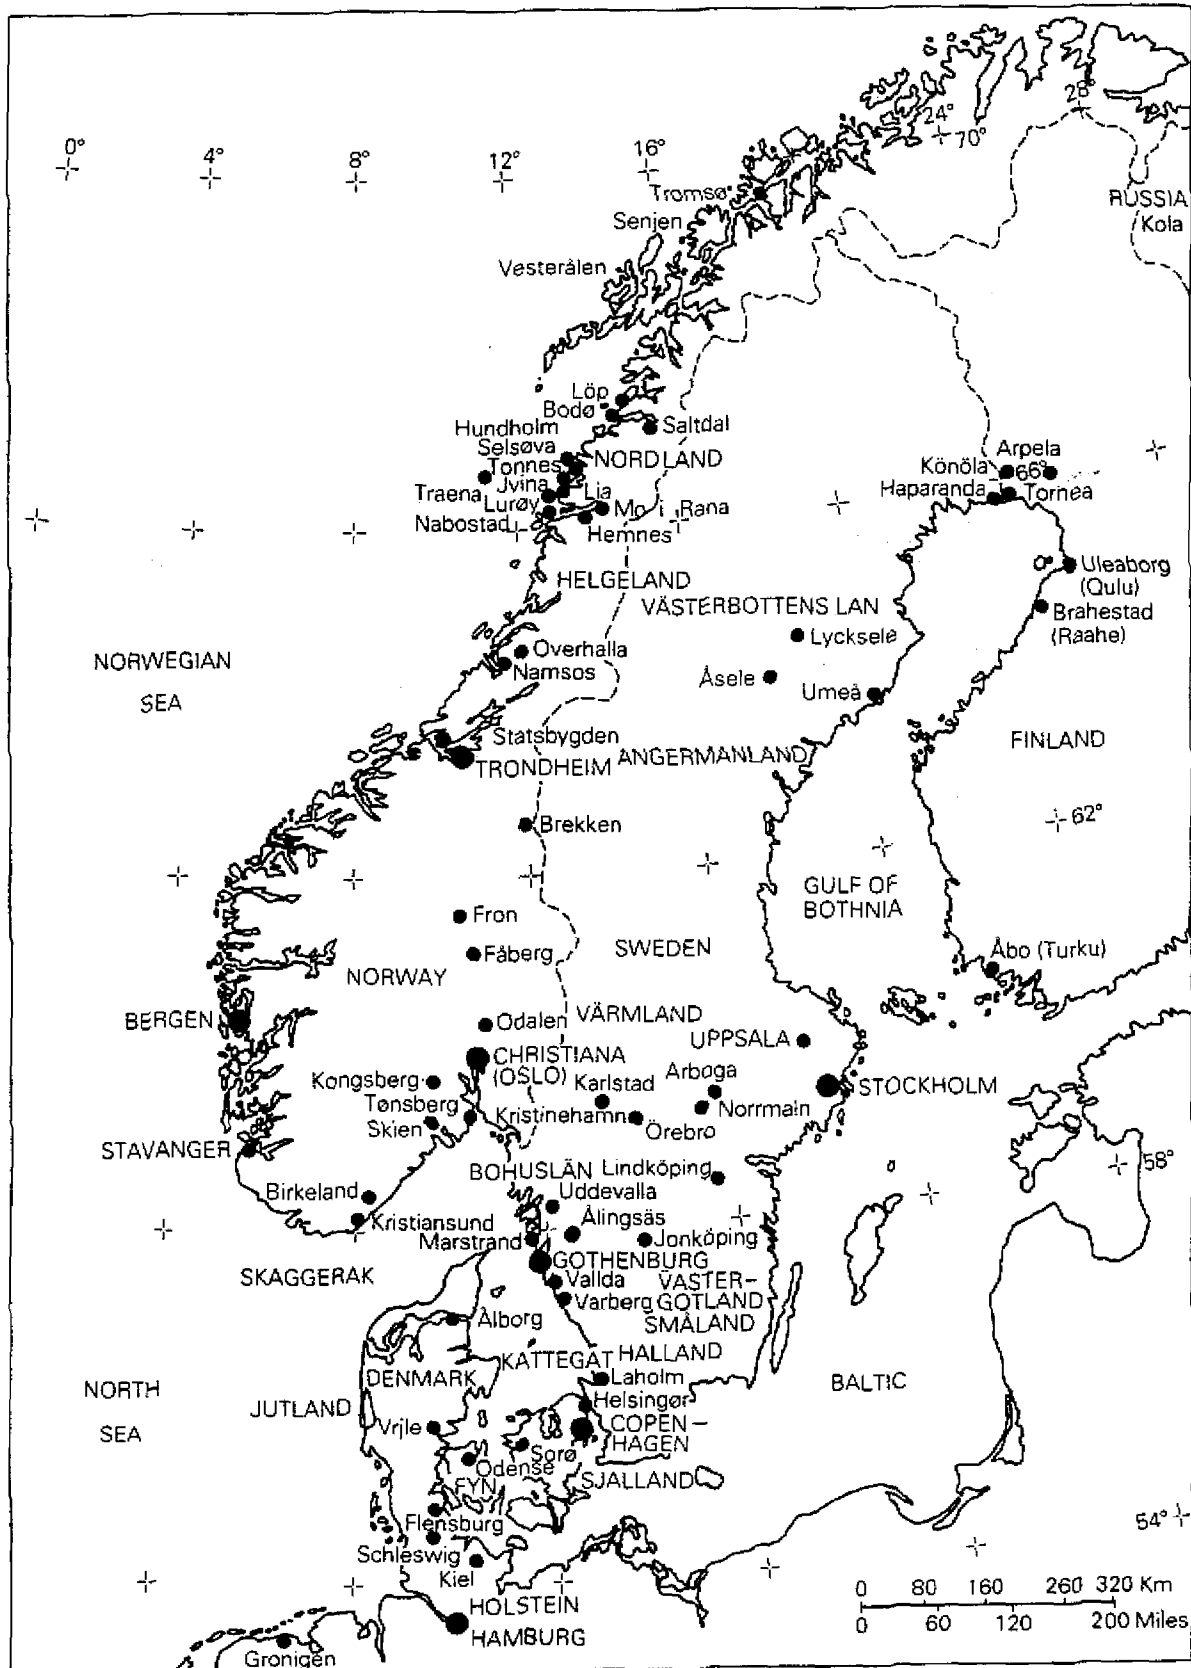 28°
24°
70°
0°
4°
8°
12°
16°
Tromsø
RUSSIA
Kola
Senjen
Vesterålen
Löp
Bodø
Saltdal
Hundholm
Selsøva
NORDLAND
Tonnes
Arpela
Könöla
66°
Jvina
Traena
Lia
Haparanda
Tornea
Lurøy
Mo i Rana
Nabostad
Hemnes
Uleaborg
(Qulu)
HELGELAND
VÄSTERBOTTENS LAN
Brahestad
(Raahe)
Lycksele
Overhalla
NORWEGIAN
SEA
Namsos
Åsele
Umeå
Statsbygden
FINLAND
TRONDHEIM
ANGERMANLAND
Brekken
62°
GULF OF
BOTHNIA
Fron
Fåberg
SWEDEN
Åbo (Turku)
NORWAY
BERGEN
Odalen
VÄRMLAND
UPPSALA
CHRISTIANA
(OSLO)
Kongsberg
Karlstad
Arboga
STOCKHOLM
Tønsberg
Kristinehamn
Norrmain
Skien
Örebro
STAVANGER
BOHUSLÄN
Lindköping
58°
Birkeland
Uddevalla
Kristiansund
Ålingsäs
Marstrand
Jonköping
GOTHENBURG
SKAGGERAK
Vallda
VÄSTER-
Varberg
GOTLAND
Ålborg
SMÅLAND
KATTEGAT
HALLAND
DENMARK
Laholm
NORTH
SEA
BALTIC
JUTLAND
Helsingør
Vrjle
COPEN-
HAGEN
Sorø
Odense
FYN
SJALLAND
Flensburg
54°
Schleswig
Kiel
HOLSTEIN
HAMBURG
Gronigen
0 80 160 260 320 Km
0 60 120 200 Miles